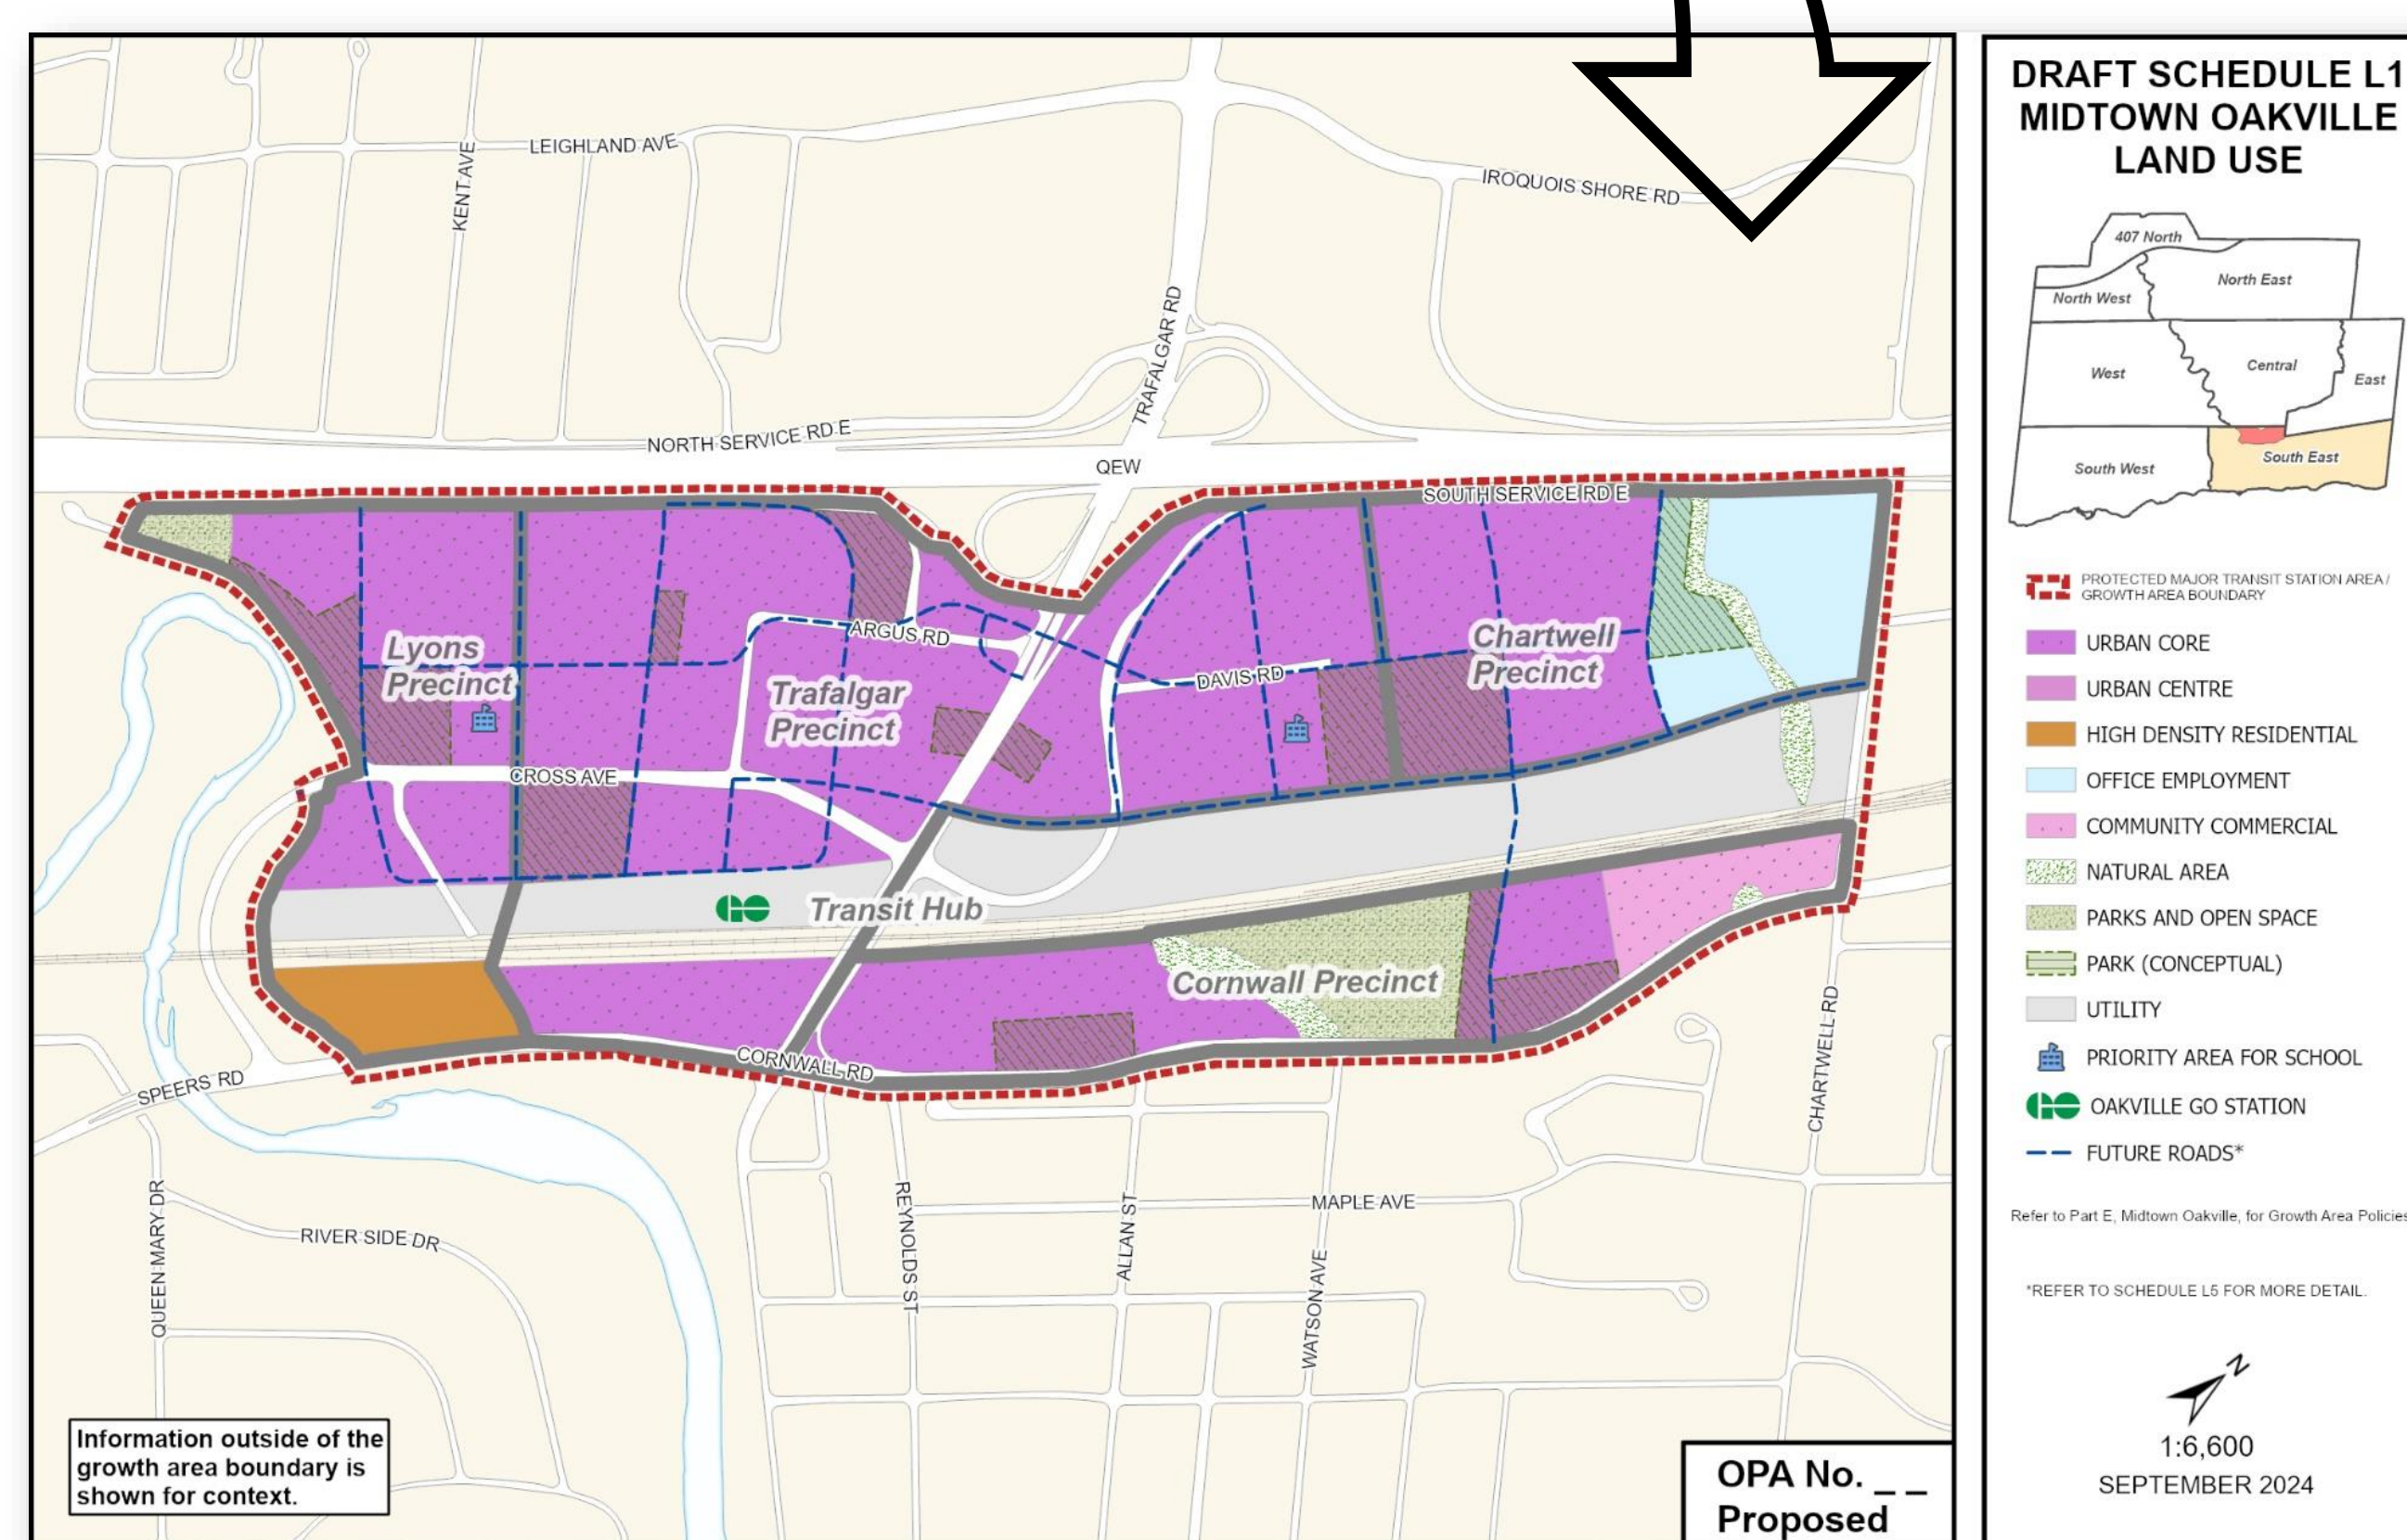 DRAFT SCHEDULE L1
MIDTOWN OAKVILLE
LAND USE
407 North
North East
North West
West
Central
East
South West
South East
PROTECTED MAJOR TRANSIT STATION AREA /
GROWTH AREA BOUNDARY
URBAN CORE
URBAN CENTRE
HIGH DENSITY RESIDENTIAL
OFFICE EMPLOYMENT
COMMUNITY COMMERCIAL
NATURAL AREA
PARKS AND OPEN SPACE
PARK (CONCEPTUAL)
UTILITY
PRIORITY AREA FOR SCHOOL
OAKVILLE GO STATION
FUTURE ROADS*
Refer to Part E, Midtown Oakville, for Growth Area Policies
*REFER TO SCHEDULE L5 FOR MORE DETAIL.
N
1:6,600
SEPTEMBER 2024
LEIGHLAND AVE
KENT AVE
IROQUOIS SHORE RD
TRAFALGAR RD
NORTH SERVICE RD E
QEW
SOUTH SERVICE RD E
ARGUS RD
Lyons
Precinct
Trafalgar
Precinct
Chartwell
Precinct
DAVIS RD
CROSS AVE
GO
Transit Hub
Cornwall Precinct
CORNWALL RD
SPEERS RD
CHARTWELL RD
QUEEN MARY DR
RIVER SIDE DR
REYNOLDS ST
ALLAN ST
MAPLE AVE
WATSON AVE
Information outside of the
growth area boundary is
shown for context.
OPA No. _ _
Proposed